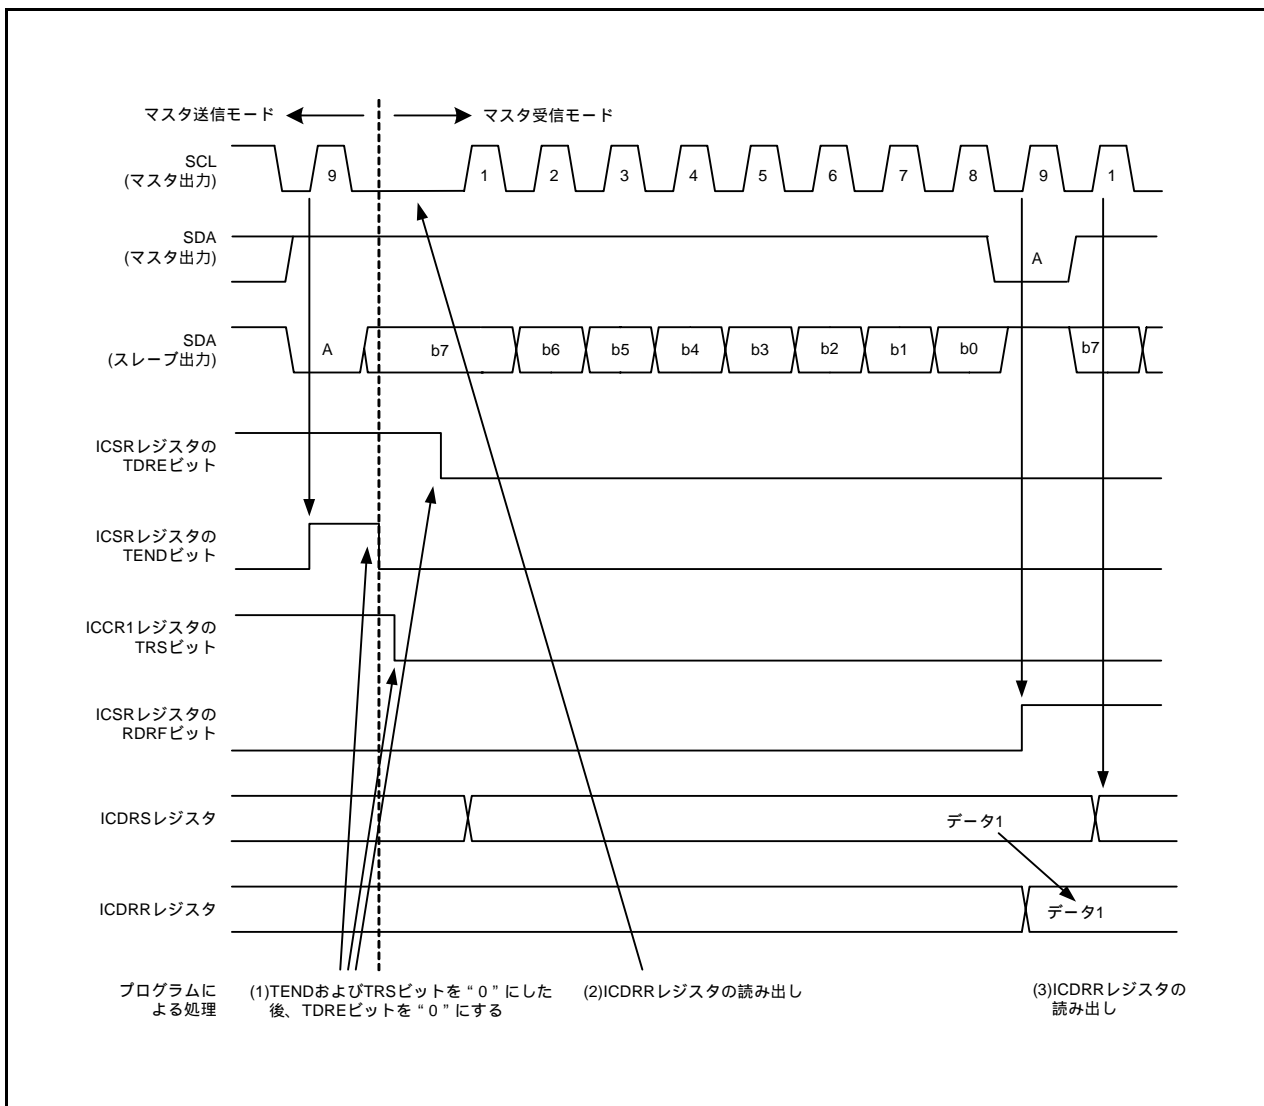 マスタ送信モード マスタ受信モード
SCL
(マスタ出力)
9 1 2 3 4 5 6 7 8 9 1
SDA
(マスタ出力)
A
SDA
(スレーブ出力)
A b7 b6 b5 b4 b3 b2 b1 b0 b7
ICSRレジスタの
TDREビット
ICSRレジスタの
TENDビット
ICCR1レジスタの
TRSビット
ICSRレジスタの
RDRFビット
ICDRSレジスタ
データ1
ICDRRレジスタ
データ1
プログラムに
よる処理
(1)TENDおよびTRSビットを“0”にした
後、TDREビットを“0”にする
(2)ICDRRレジスタの読み出し
(3)ICDRRレジスタの
読み出し